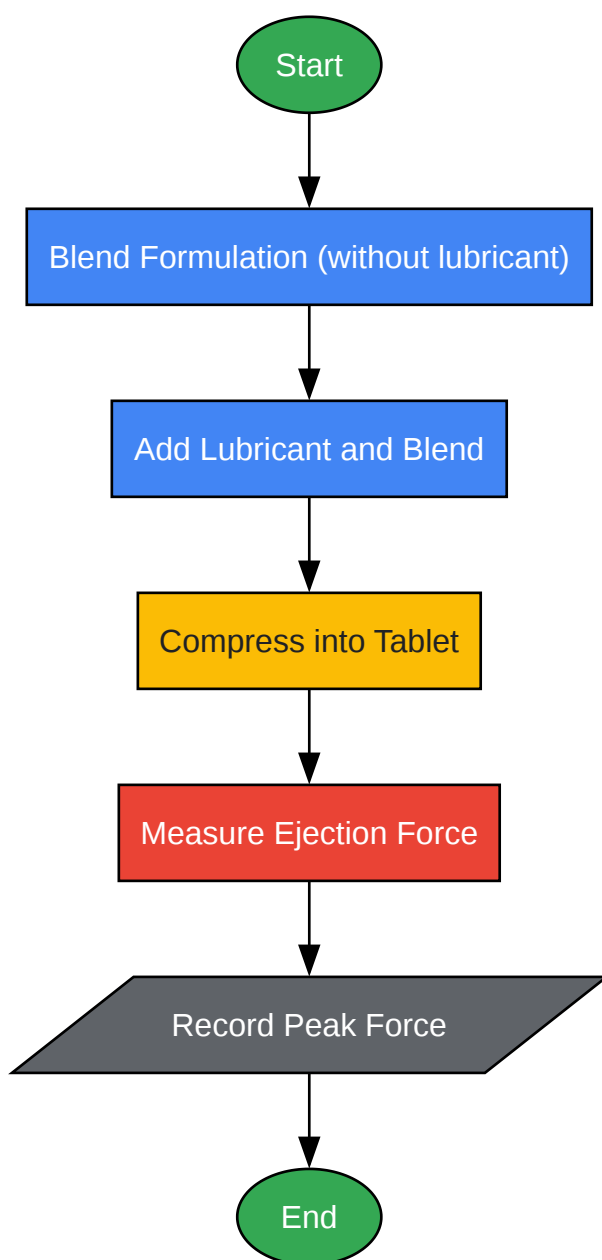 Start
Blend Formulation (without lubricant)
Add Lubricant and Blend
Compress into Tablet
Measure Ejection Force
Record Peak Force
End